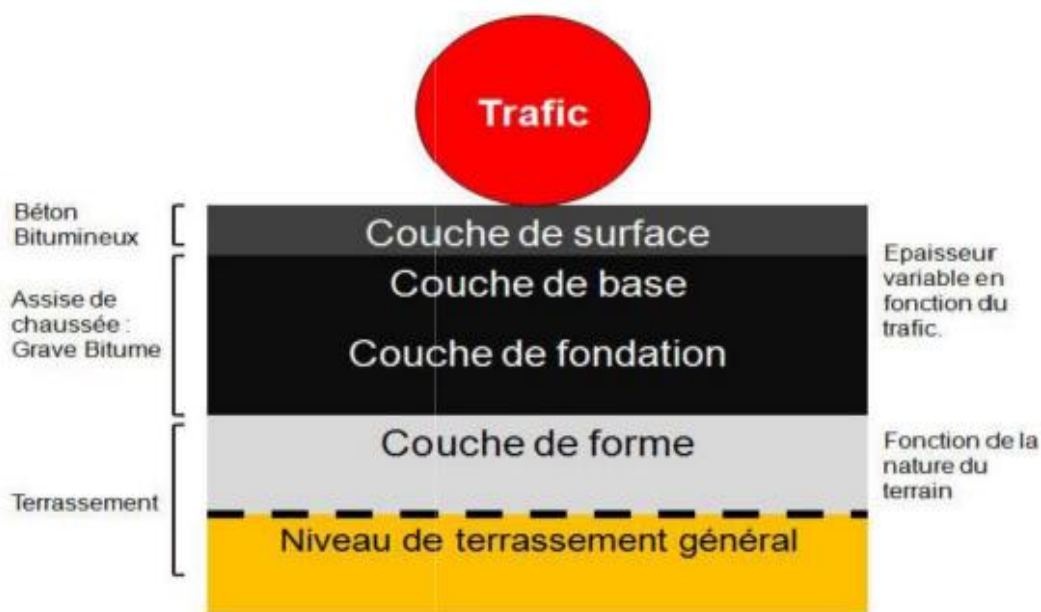 Trafic
Béton
Bitumineux
Couche de surface
Couche de base
Couche de fondation
Assise de
chaussée :
Grave Bitume
Epaisseur
variable en
fonction du
trafic.
Couche de forme
Fonction de la
nature du
terrain
Terrassement
Niveau de terrassement général